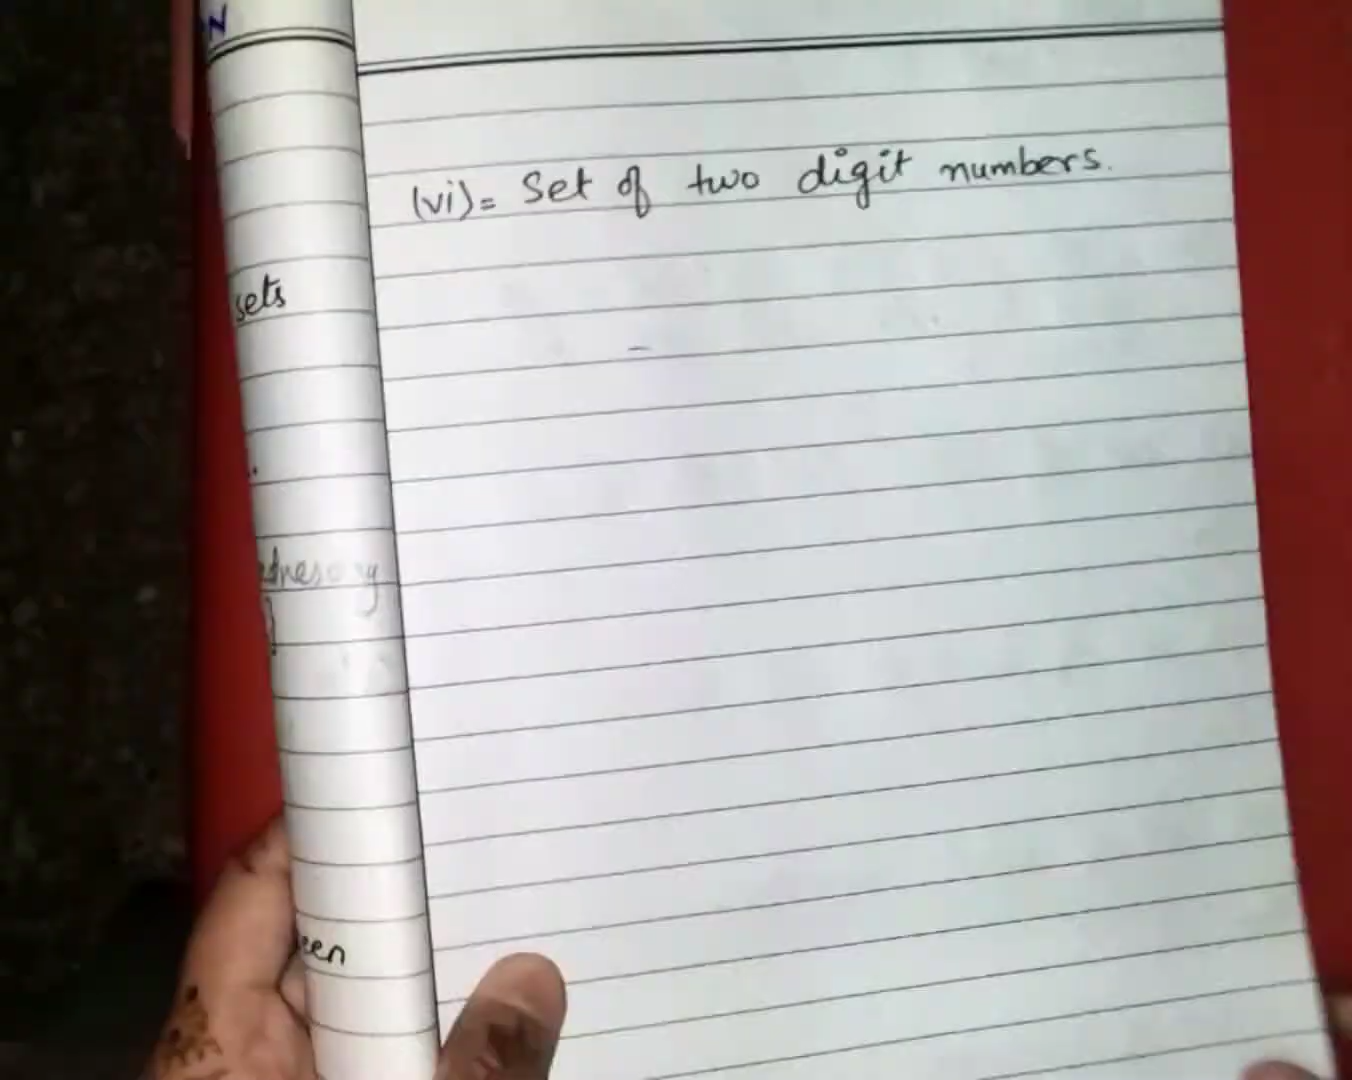 N
(vi)= Set of two digit numbers.
sets
een